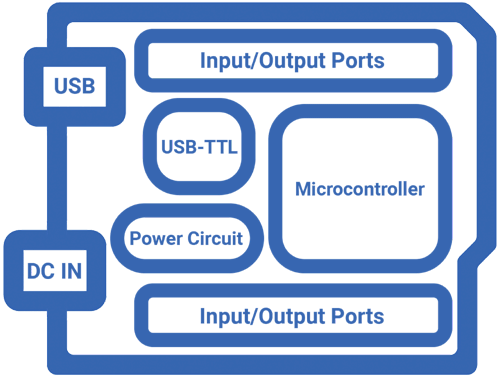 Input/Output Ports
USB
USB-TTL
Microcontroller
Power Circuit
DC IN
Input/Output Ports